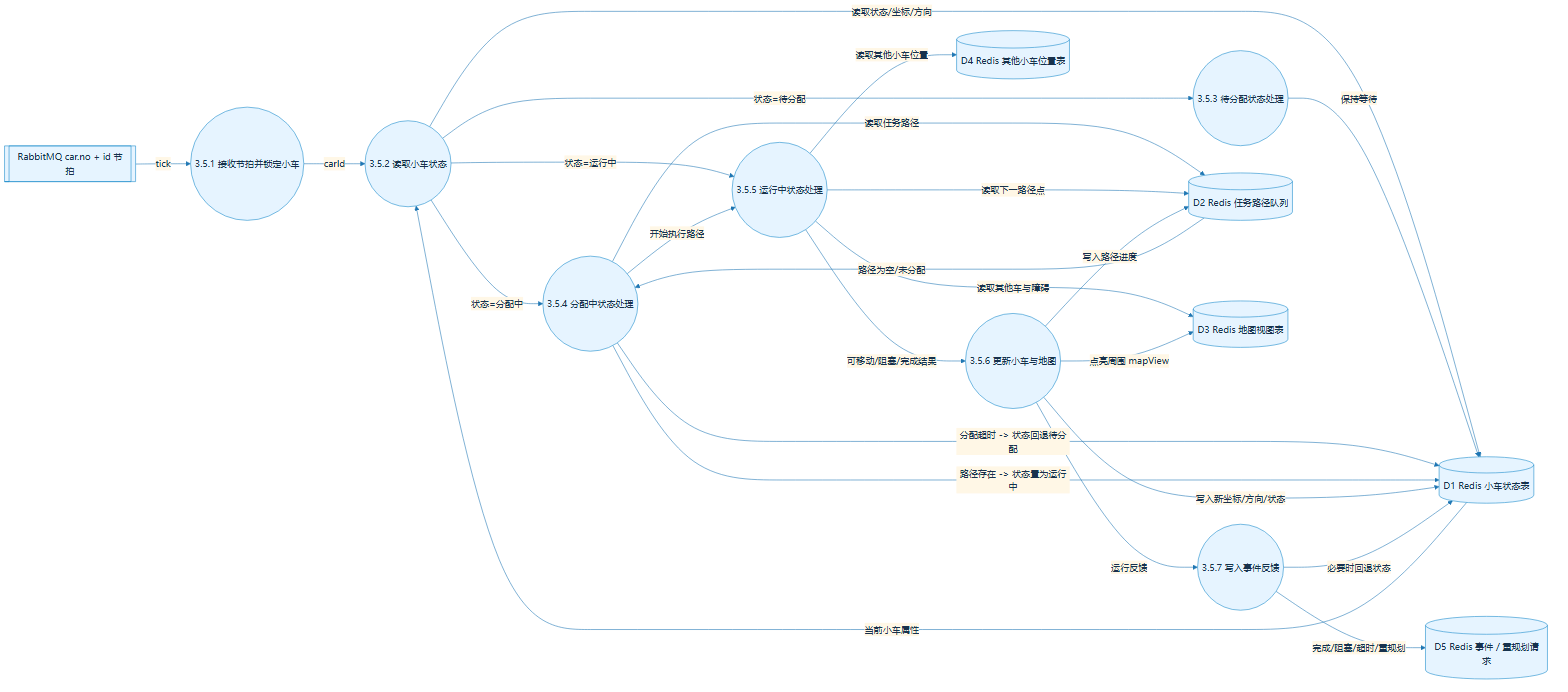 读取状态/坐标/方向
读取其他小车位置
D4 Redis 其他小车位置表
状态=待分配
3.5.3 待分配状态处理
保持等待
读取任务路径
RabbitMQ car.no + id 节
拍
tick
3.5.1 接收节拍并锁定小车
carId
3.5.2 读取小车状态
状态=运行中
3.5.5 运行中状态处理
读取下一路径点
D2 Redis 任务路径队列
开始执行路径
写入路径进度
路径为空/未分配
读取其他车与障碍
状态=分配中
3.5.4 分配中状态处理
D3 Redis 地图视图表
可移动/阻塞/完成结果
3.5.6 更新小车与地图
点亮周围 mapView
分配超时 -> 状态回退待分
配
路径存在 -> 状态置为运行
中
D1 Redis 小车状态表
写入新坐标/方向/状态
运行反馈
3.5.7 写入事件反馈
必要时回退状态
当前小车属性
完成/阻塞/超时/重规划
D5 Redis 事件 / 重规划请
求